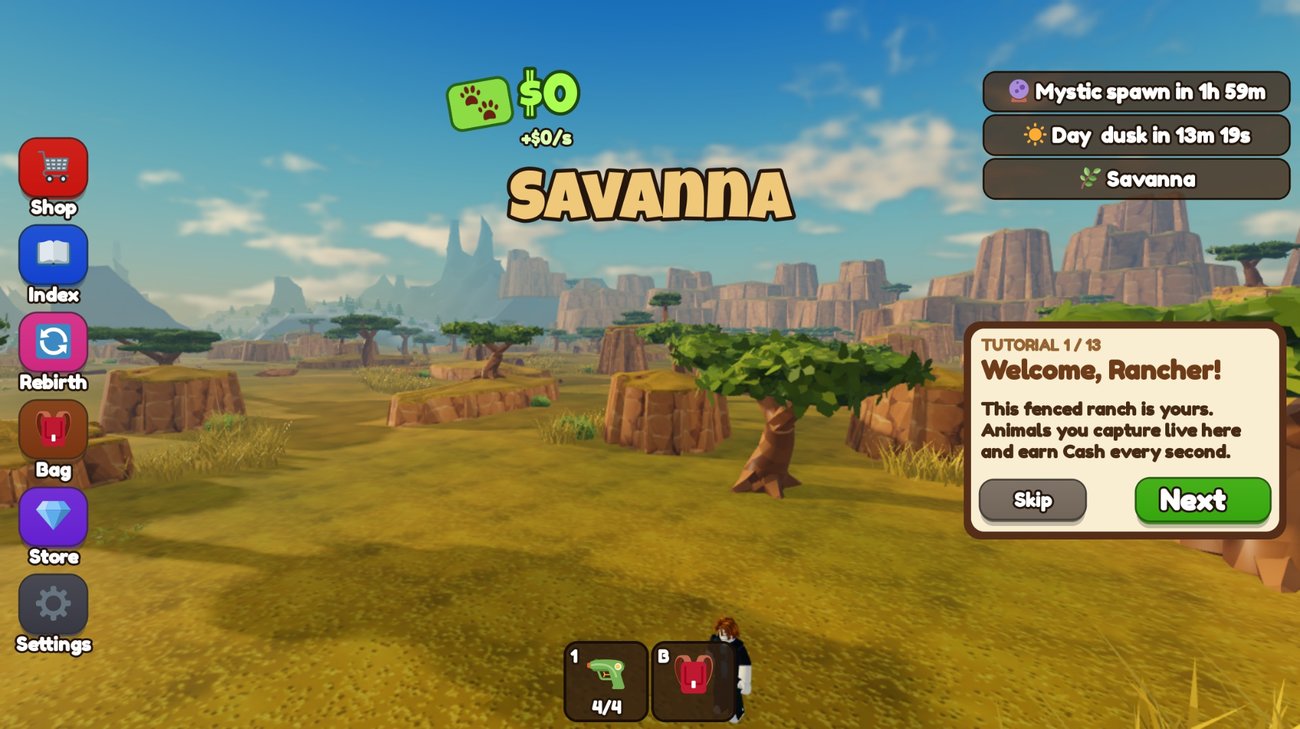 $0
+$0/s
SAVANNA
Mystic spawn in 1h 59m
Day dusk in 13m 19s
Savanna
Shop
Index
Rebirth
Bag
Store
Settings
TUTORIAL 1 / 13
Welcome, Rancher!
This fenced ranch is yours.
Animals you capture live here
and earn Cash every second.
Skip
Next
1
4/4
B